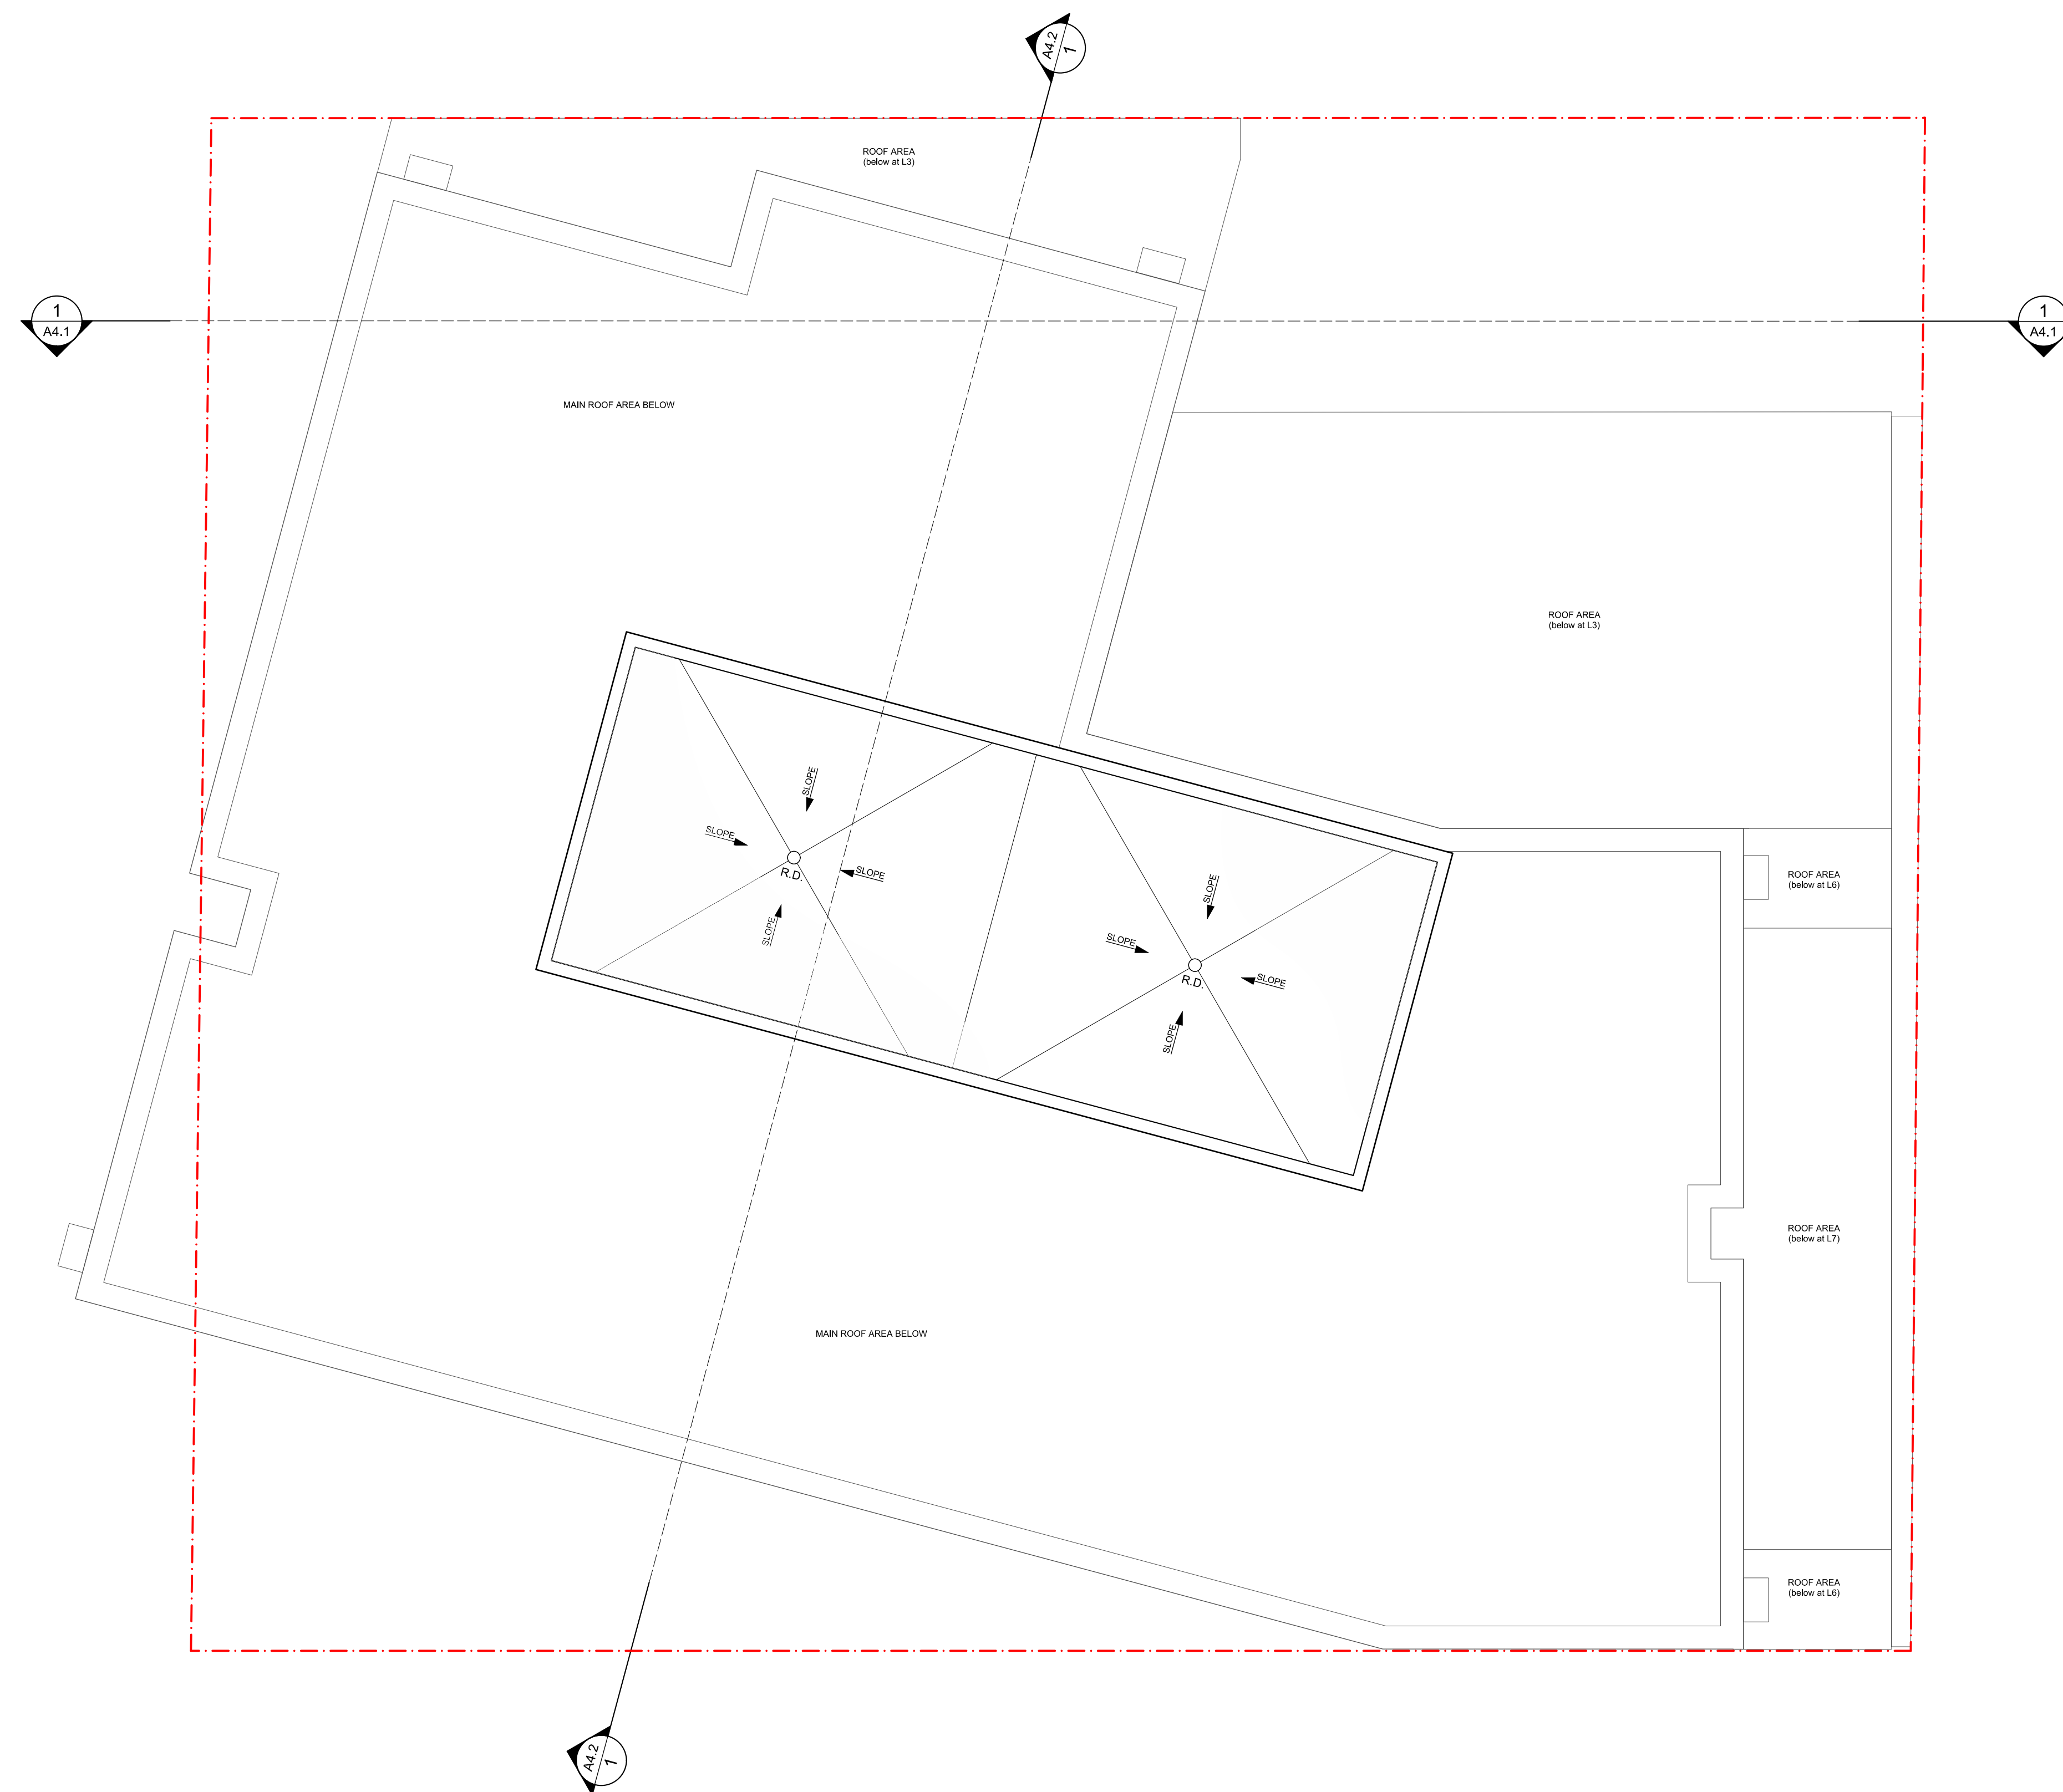 A4.2
1
ROOF AREA
(below at L3)
1
A4.1
1
A4.1
MAIN ROOF AREA BELOW
ROOF AREA
(below at L3)
SLOPE
SLOPE
SLOPE
R.D.
SLOPE
SLOPE
SLOPE
SLOPE
R.D.
SLOPE
ROOF AREA
(below at L6)
ROOF AREA
(below at L7)
MAIN ROOF AREA BELOW
ROOF AREA
(below at L6)
A4.2
1